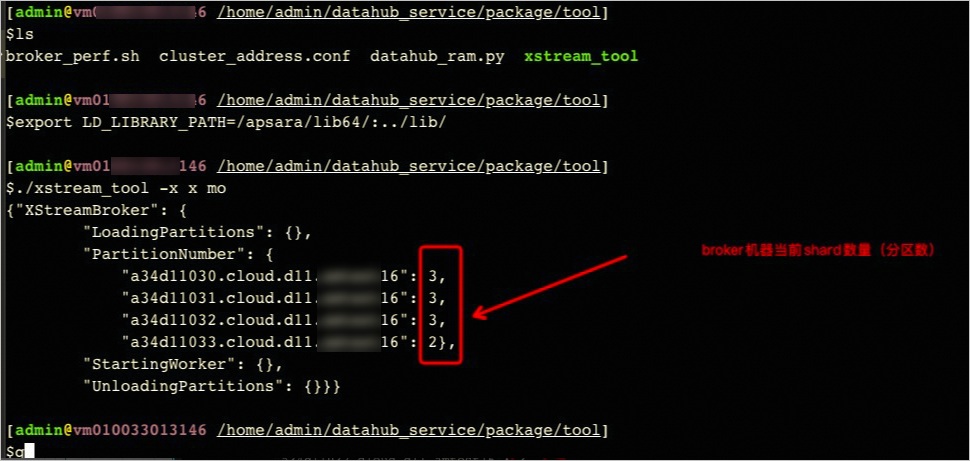 [admin@vm0 6 /home/admin/datahub_service/package/tool]
$ls
broker_perf.sh cluster_address.conf datahub_ram.py xstream_tool
[admin@vm01 6 /home/admin/datahub_service/package/tool]
$export LD_LIBRARY_PATH=/apsara/lib64/:../lib/
[admin@vm01 146 /home/admin/datahub_service/package/tool]
$./xstream_tool -x x mo
{"XStreamBroker": {
"LoadingPartitions": {},
"PartitionNumber": {
broker机器当前shard数量（分区数）
"a34d11030.cloud.d11. 16": 3,
"a34d11031.cloud.d11. 16": 3,
"a34d11032.cloud.d11. 16": 3,
"a34d11033.cloud.d11. 16": 2},
"StartingWorker": {},
"UnloadingPartitions": {}}}
[admin@vm010033013146 /home/admin/datahub_service/package/tool]
$q